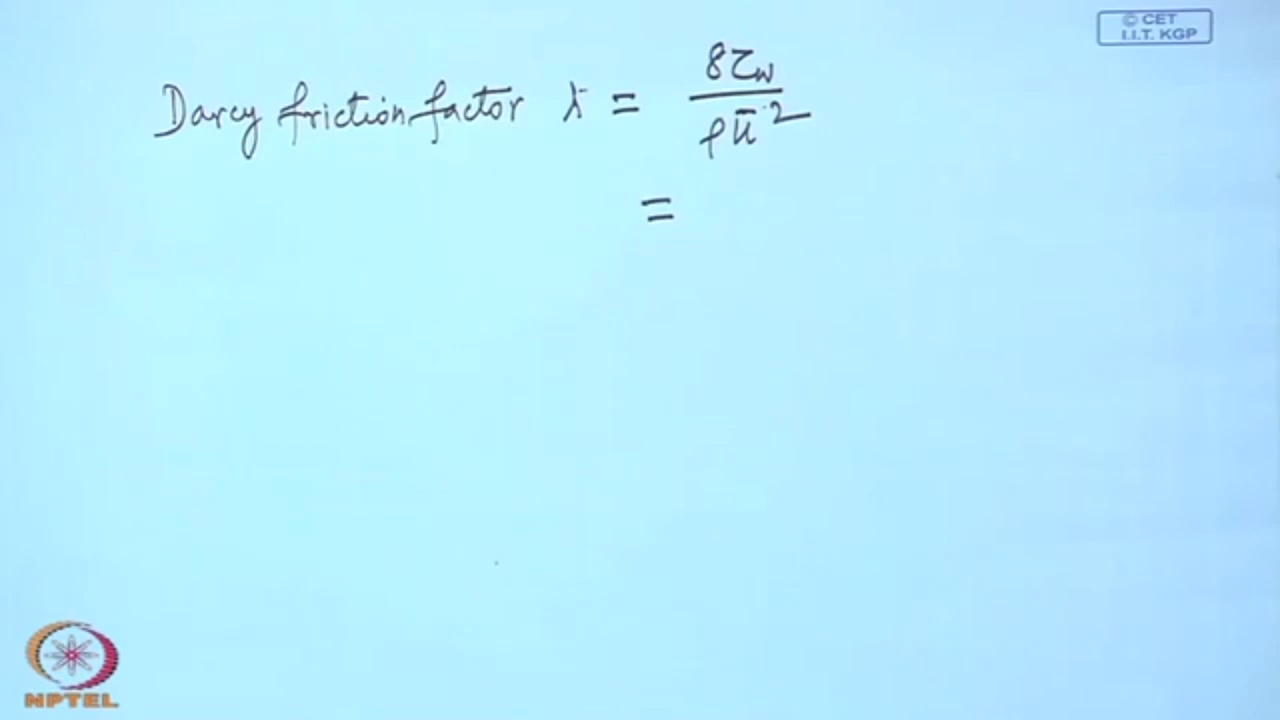 © CET
I.I.T. KGP
Darcy friction factor λ = 8τw / ρū²
=
NPTEL